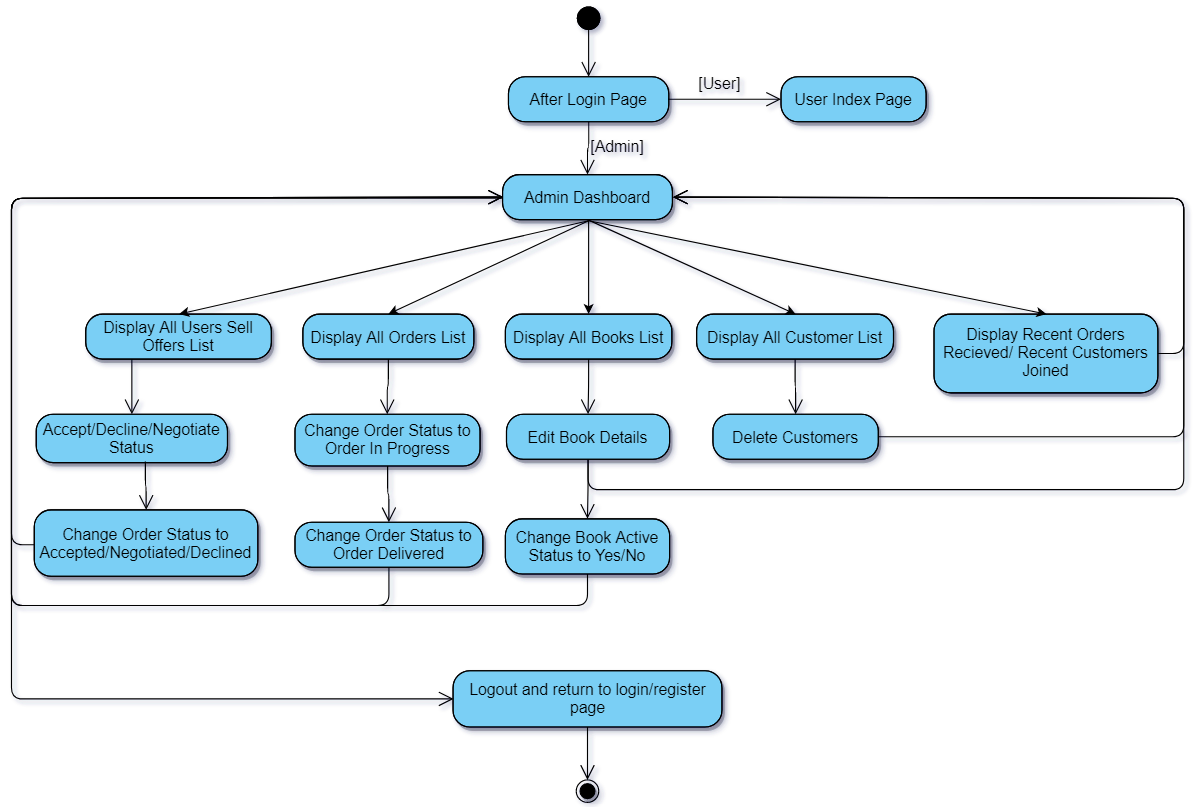 [User]
After Login Page
User Index Page
[Admin]
Admin Dashboard
Display All Users Sell
Offers List
Display All Orders List
Display All Books List
Display All Customer List
Display Recent Orders
Recieved/ Recent Customers
Joined
Accept/Decline/Negotiate
Status
Change Order Status to
Order In Progress
Edit Book Details
Delete Customers
Change Order Status to
Accepted/Negotiated/Declined
Change Order Status to
Order Delivered
Change Book Active
Status to Yes/No
Logout and return to login/register
page